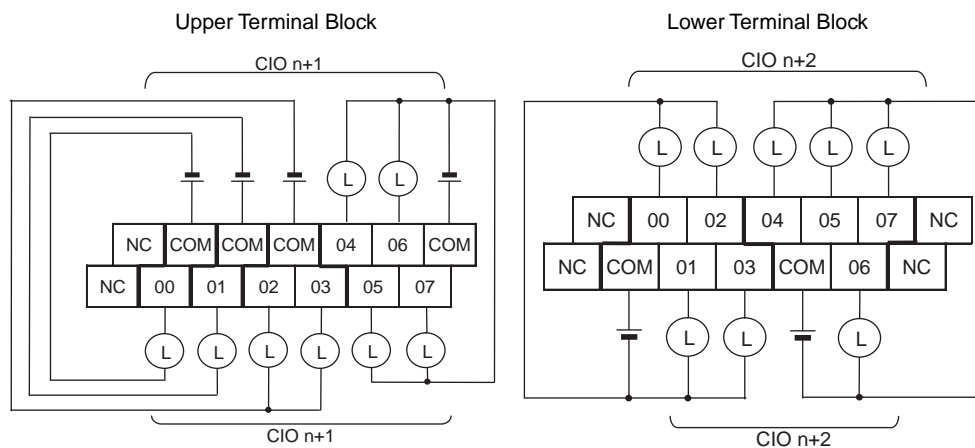 Upper Terminal Block
Lower Terminal Block
CIO n+1
CIO n+2
L L
L L L L L
NC COM COM COM 04 06 COM
NC 00 01 02 03 05 07
NC 00 02 04 05 07 NC
NC COM 01 03 COM 06 NC
L L L L L L
L L L
CIO n+1
CIO n+2